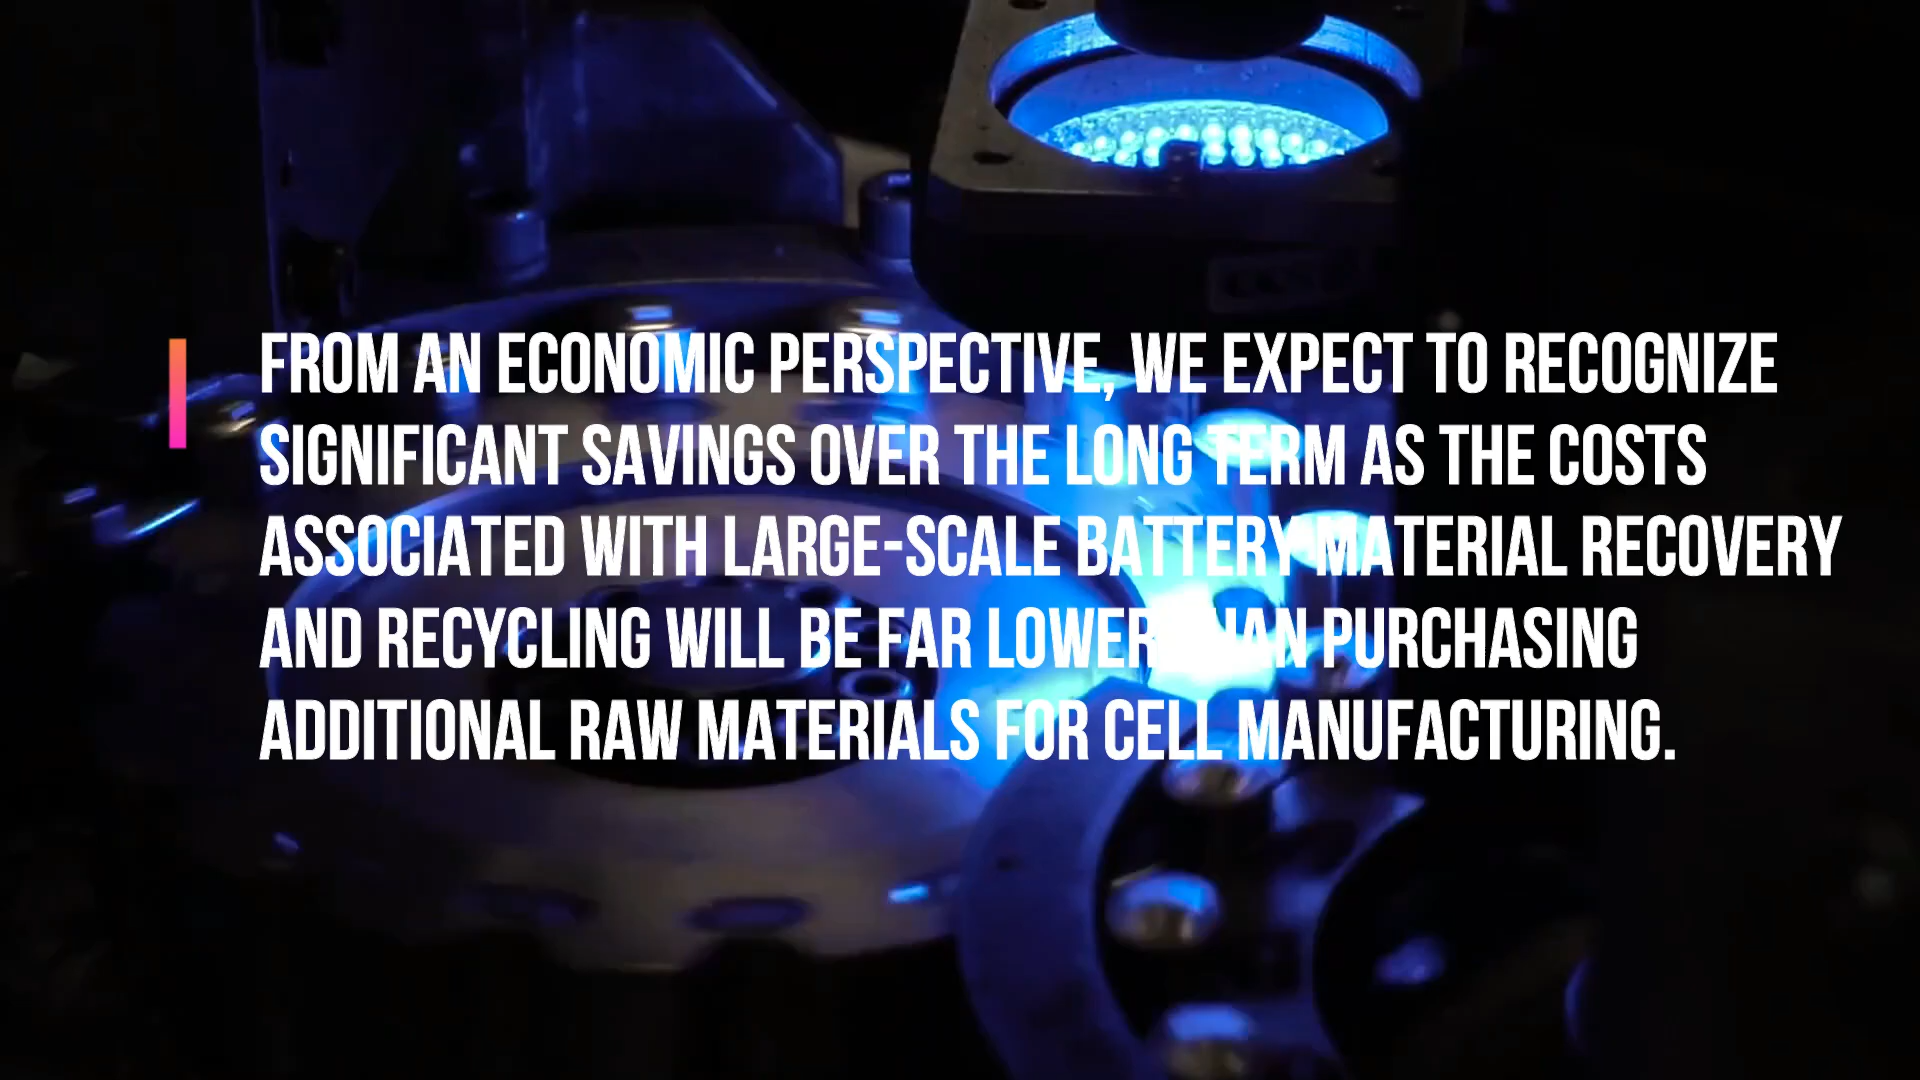 FROM AN ECONOMIC PERSPECTIVE, WE EXPECT TO RECOGNIZE
SIGNIFICANT SAVINGS OVER THE LONG TERM AS THE COSTS
ASSOCIATED WITH LARGE-SCALE BATTERY MATERIAL RECOVERY
AND RECYCLING WILL BE FAR LOWER THAN PURCHASING
ADDITIONAL RAW MATERIALS FOR CELL MANUFACTURING.